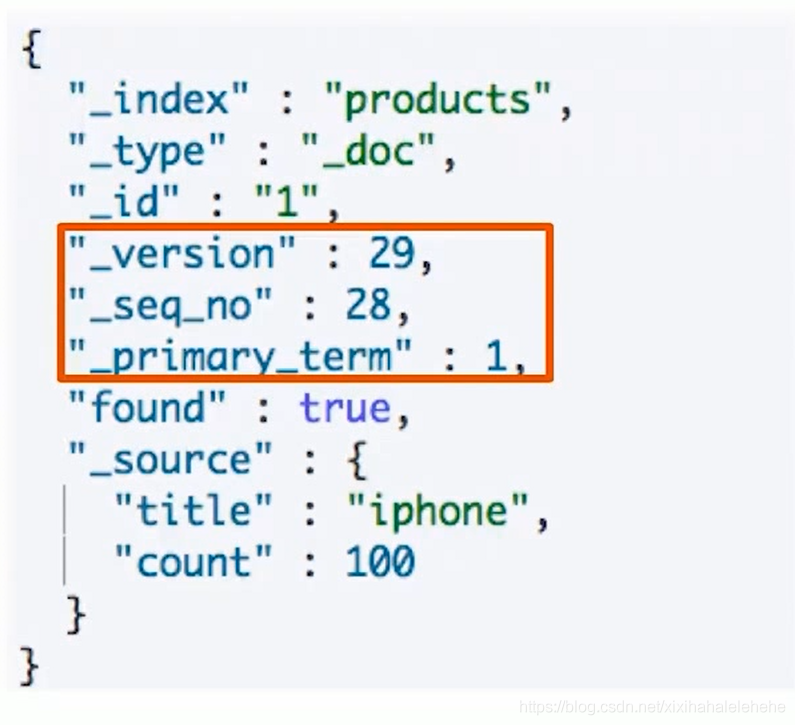 {
"_index" : "products",
"_type" : "_doc",
"_id" : "1",
"_version" : 29,
"_seq_no" : 28,
"_primary_term" : 1,
"found" : true,
"_source" : {
"title" : "iphone",
"count" : 100
}
}
https://blog.csdn.net/xixihahalelehehe